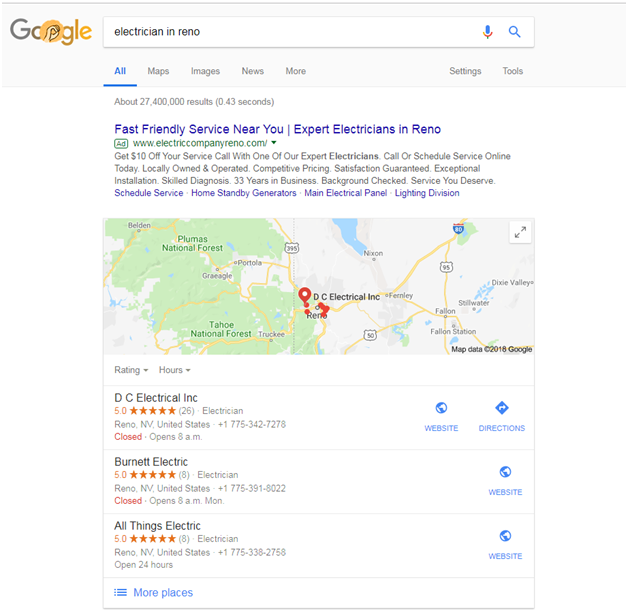 Google
electrician in reno
All Maps Images News More Settings Tools
About 27,400,000 results (0.43 seconds)
Fast Friendly Service Near You | Expert Electricians in Reno
Ad www.electriccompanyreno.com/
Get $10 Off Your Service Call With One Of Our Expert Electricians. Call Or Schedule Service Online
Today. Locally Owned & Operated. Competitive Pricing. Satisfaction Guaranteed. Exceptional
Installation. Skilled Diagnosis. 33 Years in Business. Background Checked. Service You Deserve.
Schedule Service · Home Standby Generators · Main Electrical Panel · Lighting Division
Belden
Plumas
National Forest
395
80
Nixon
Portola
95
Graeagle
Dixie Valley
D C Electrical Inc
Fernley
Stillwater
Reno
Fallon
Tahoe
National Forest
Truckee
50
Fallon Station
Map data ©2018 Google
Rating Hours
D C Electrical Inc
5.0 ★★★★★ (26) · Electrician
Reno, NV, United States · +1 775-342-7278
Closed · Opens 8 a.m.
WEBSITE DIRECTIONS
Burnett Electric
5.0 ★★★★★ (8) · Electrician
Reno, NV, United States · +1 775-391-8022
Closed · Opens 8 a.m. Mon.
WEBSITE
All Things Electric
5.0 ★★★★★ (8) · Electrician
Reno, NV, United States · +1 775-338-2758
Open 24 hours
WEBSITE
More places